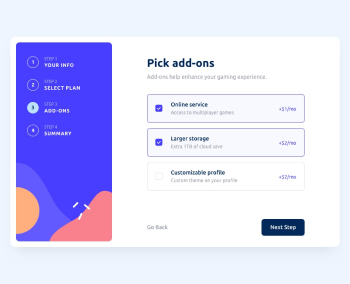 1
STEP 1
YOUR INFO
2
STEP 2
SELECT PLAN
3
STEP 3
ADD-ONS
4
STEP 4
SUMMARY
Pick add-ons
Add-ons help enhance your gaming experience.
Online service
Access to multiplayer games
+$1/mo
Larger storage
Extra 1TB of cloud save
+$2/mo
Customizable profile
Custom theme on your profile
+$2/mo
Go Back
Next Step